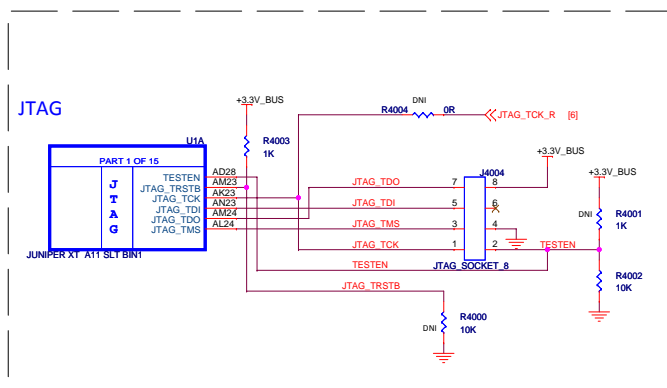 JTAG
+3.3V_BUS
R4004
DNI
0R
JTAG_TCK_R [6]
R4003
1K
U1A
PART 1 OF 15
J
T
A
G
TESTEN
JTAG_TRSTB
JTAG_TCK
JTAG_TDI
JTAG_TDO
JTAG_TMS
AD28
AM23
AK23
AN23
AM24
AL24
JUNIPER XT A11 SLT BIN1
JTAG_TDO
JTAG_TDI
JTAG_TMS
JTAG_TCK
TESTEN
JTAG_TRSTB
J4004
7
5
3
1
8
6
4
2
JTAG_SOCKET_8
+3.3V_BUS
TESTEN
+3.3V_BUS
DNI
R4001
1K
R4002
10K
DNI
R4000
10K